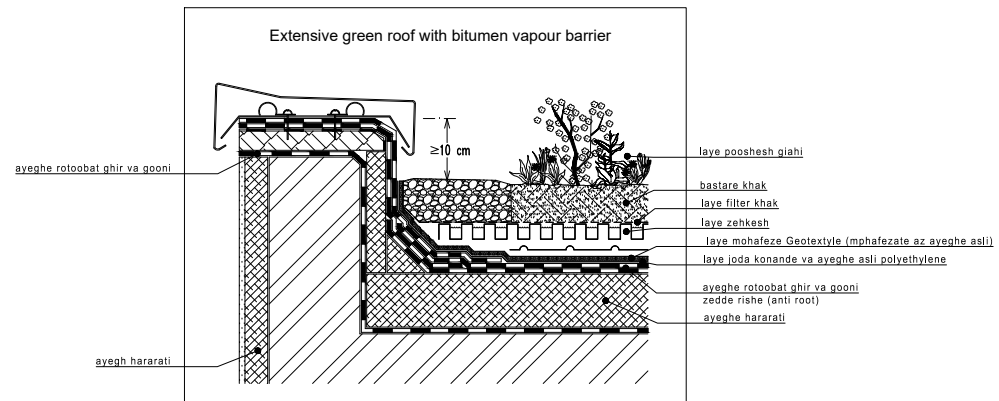 Extensive green roof with bitumen vapour barrier
≥10 cm
ayeghe rotoobat ghir va gooni
ayegh hararati
laye pooshesh giahi
bastare khak
laye filter khak
laye zehkesh
laye mohafeze Geotextyle (mphafezate az ayeghe asli)
laye joda konande va ayeghe asli polyethylene
ayeghe rotoobat ghir va gooni
zedde rishe (anti root)
ayeghe hararati